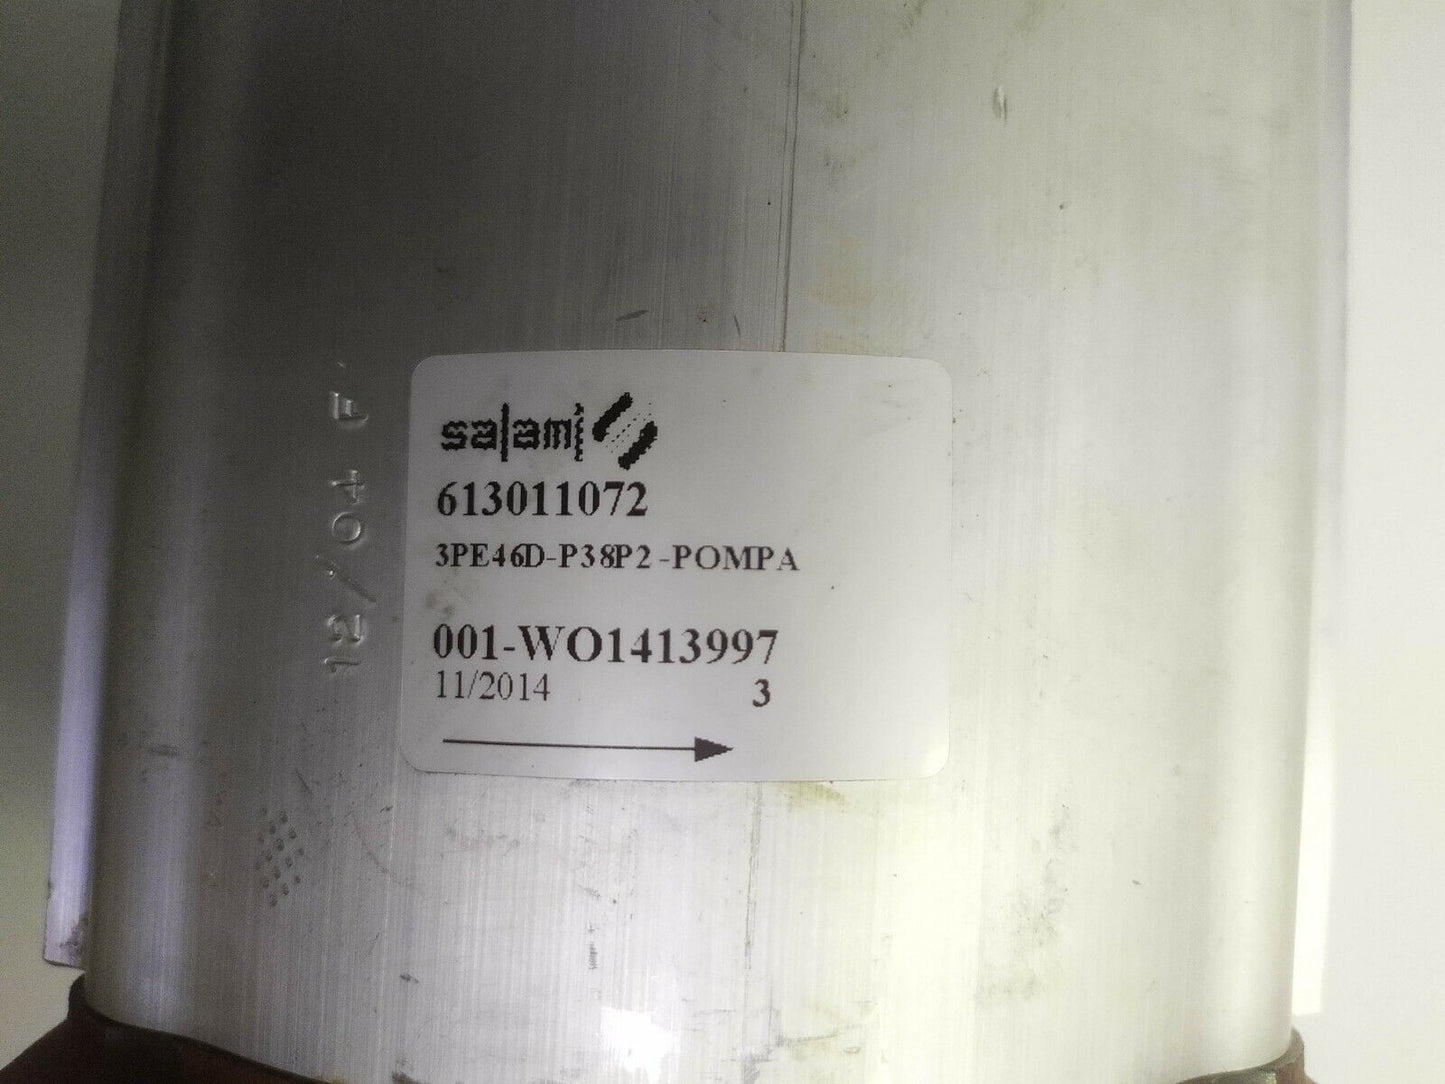 salami
613011072
3PE46D-P38P2-POMPA
001-WO1413997
11/2014 3
12/04 F